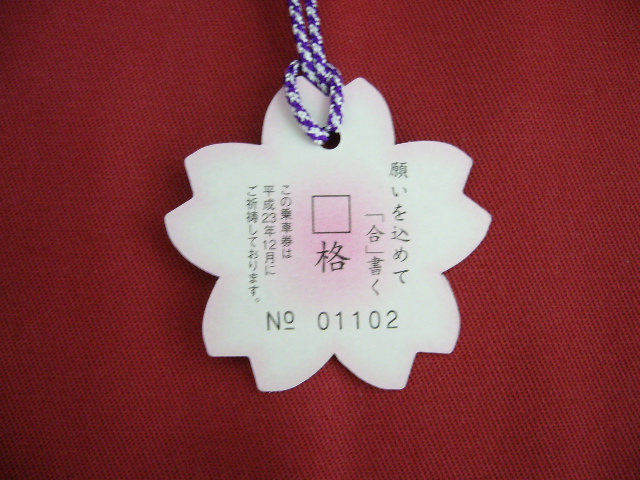 願いを込めて
「合」書く
□格
この乗車券は
平成23年12月に
ご祈祷しております。
№ 01102